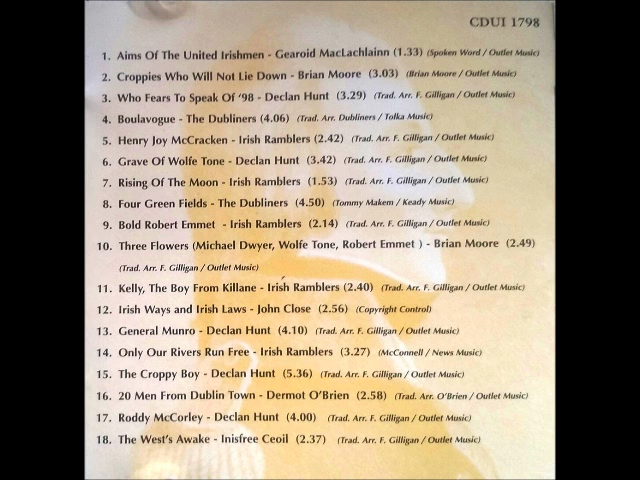 CDUI 1798
1. Aims Of The United Irishmen - Gearoid MacLachlainn (1.33) (Spoken Word / Outlet Music)
2. Croppies Who Will Not Lie Down - Brian Moore (3.03) (Brian Moore / Outlet Music)
3. Who Fears To Speak Of '98 - Declan Hunt (3.29) (Trad. Arr. F. Gilligan / Outlet Music)
4. Boulavogue - The Dubliners (4.06) (Trad. Arr. Dubliners / Tolka Music)
5. Henry Joy McCracken - Irish Ramblers (2.42) (Trad. Arr. F. Gilligan / Outlet Music)
6. Grave Of Wolfe Tone - Declan Hunt (3.42) (Trad. Arr. F. Gilligan / Outlet Music)
7. Rising Of The Moon - Irish Ramblers (1.53) (Trad. Arr. F. Gilligan / Outlet Music)
8. Four Green Fields - The Dubliners (4.50) (Tommy Makem / Keady Music)
9. Bold Robert Emmet - Irish Ramblers (2.14) (Trad. Arr. F. Gilligan / Outlet Music)
10. Three Flowers (Michael Dwyer, Wolfe Tone, Robert Emmet ) - Brian Moore (2.49)
(Trad. Arr. F. Gilligan / Outlet Music)
11. Kelly, The Boy From Killane - Irish Ramblers (2.40) (Trad. Arr. F. Gilligan / Outlet Music)
12. Irish Ways and Irish Laws - John Close (2.56) (Copyright Control)
13. General Munro - Declan Hunt (4.10) (Trad. Arr. F. Gilligan / Outlet Music)
14. Only Our Rivers Run Free - Irish Ramblers (3.27) (McConnell / News Music)
15. The Croppy Boy - Declan Hunt (5.36) (Trad. Arr. F. Gilligan / Outlet Music)
16. 20 Men From Dublin Town - Dermot O'Brien (2.58) (Trad. Arr. O'Brien / Outlet Music)
17. Roddy McCorley - Declan Hunt (4.00) (Trad. Arr. F. Gilligan / Outlet Music)
18. The West's Awake - Inisfree Ceoil (2.37) (Trad. Arr. F. Gilligan / Outlet Music)